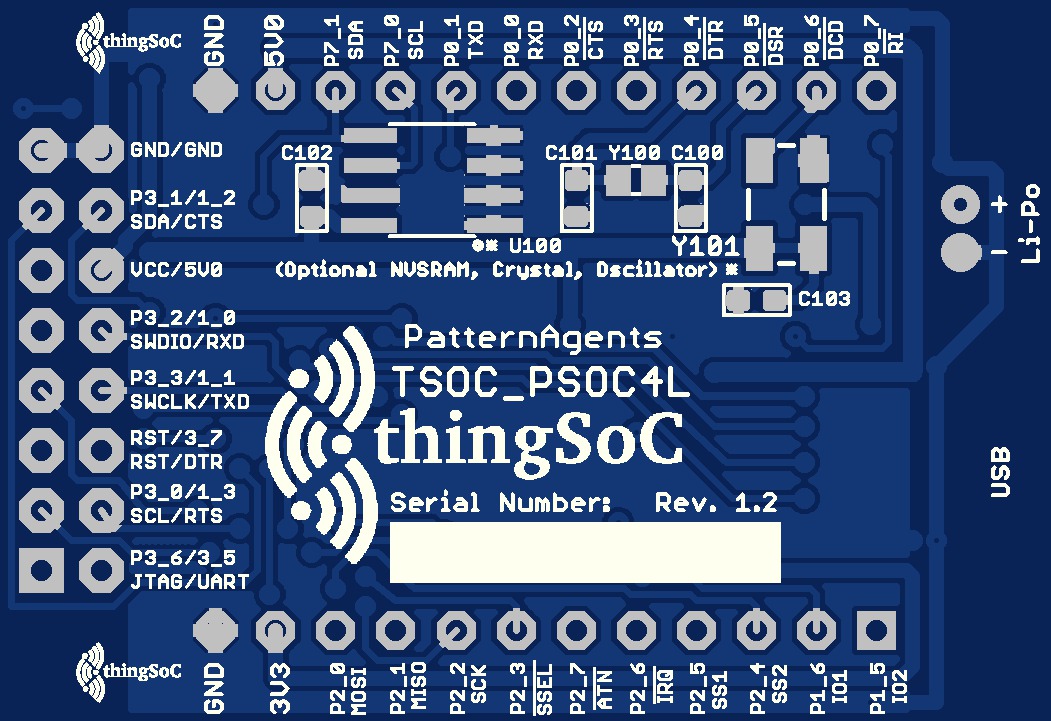 thingSoC
GND
5V0
P7_1
SDA
P7_0
SCL
P0_1
TXD
P0_0
RXD
P0_2
CTS
P0_3
RTS
P0_4
DTR
P0_5
DSR
P0_6
DCD
P0_7
RI
GND/GND
P3_1/1_2
SDA/CTS
VCC/5V0
P3_2/1_0
SWDIO/RXD
P3_3/1_1
SWCLK/TXD
RST/3_7
RST/DTR
P3_0/1_3
SCL/RTS
P3_6/3_5
JTAG/UART
C102
C101 Y100 C100
* U100
Y101
(Optional NVSRAM, Crystal, Oscillator) *
C103
+
-
Li-Po
USB
PatternAgents
TSOC_PSOC4L
thingSoC
Serial Number: Rev. 1.2
thingSoC
GND
3V3
P2_0
MOSI
P2_1
MISO
P2_2
SCK
P2_3
SSEL
P2_7
ATN
P2_6
IRQ
P2_5
SS1
P2_4
SS2
P1_6
IO1
P1_5
IO2